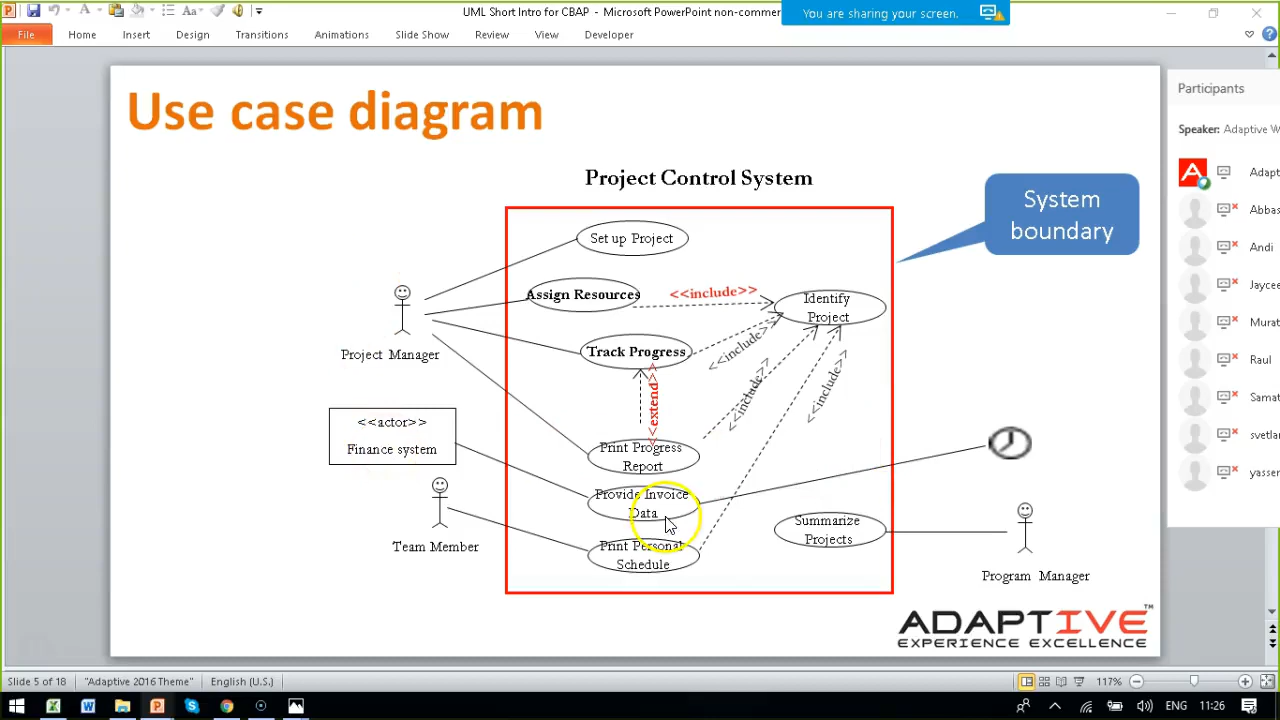 UML Short Intro for CBAP - Microsoft PowerPoint non-commer
You are sharing your screen.
File Home Insert Design Transitions Animations Slide Show Review View Developer
Use case diagram
Participants
Speaker: Adaptive W
Adapt
Abbas
Andi
Jaycee
Murat
Raul
Samat
svetlan
yasser
Project Control System
System
boundary
Set up Project
Assign Resources
<<include>>
Identify
Project
Project Manager
Track Progress
<<include>>
<<include>>
<<include>>
<extend>
<<actor>>
Finance system
Print Progress
Report
Provide Invoice
Data
Team Member
Print Personal
Schedule
Summarize
Projects
Program Manager
ADAPTIVE™
EXPERIENCE EXCELLENCE
Slide 5 of 18 "Adaptive 2016 Theme" English (U.S.) 117%
ENG 11:26